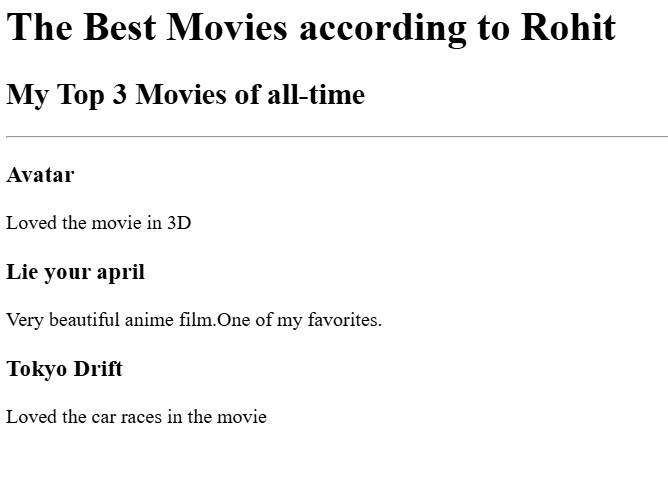 The Best Movies according to Rohit
My Top 3 Movies of all-time
Avatar
Loved the movie in 3D
Lie your april
Very beautiful anime film.One of my favorites.
Tokyo Drift
Loved the car races in the movie